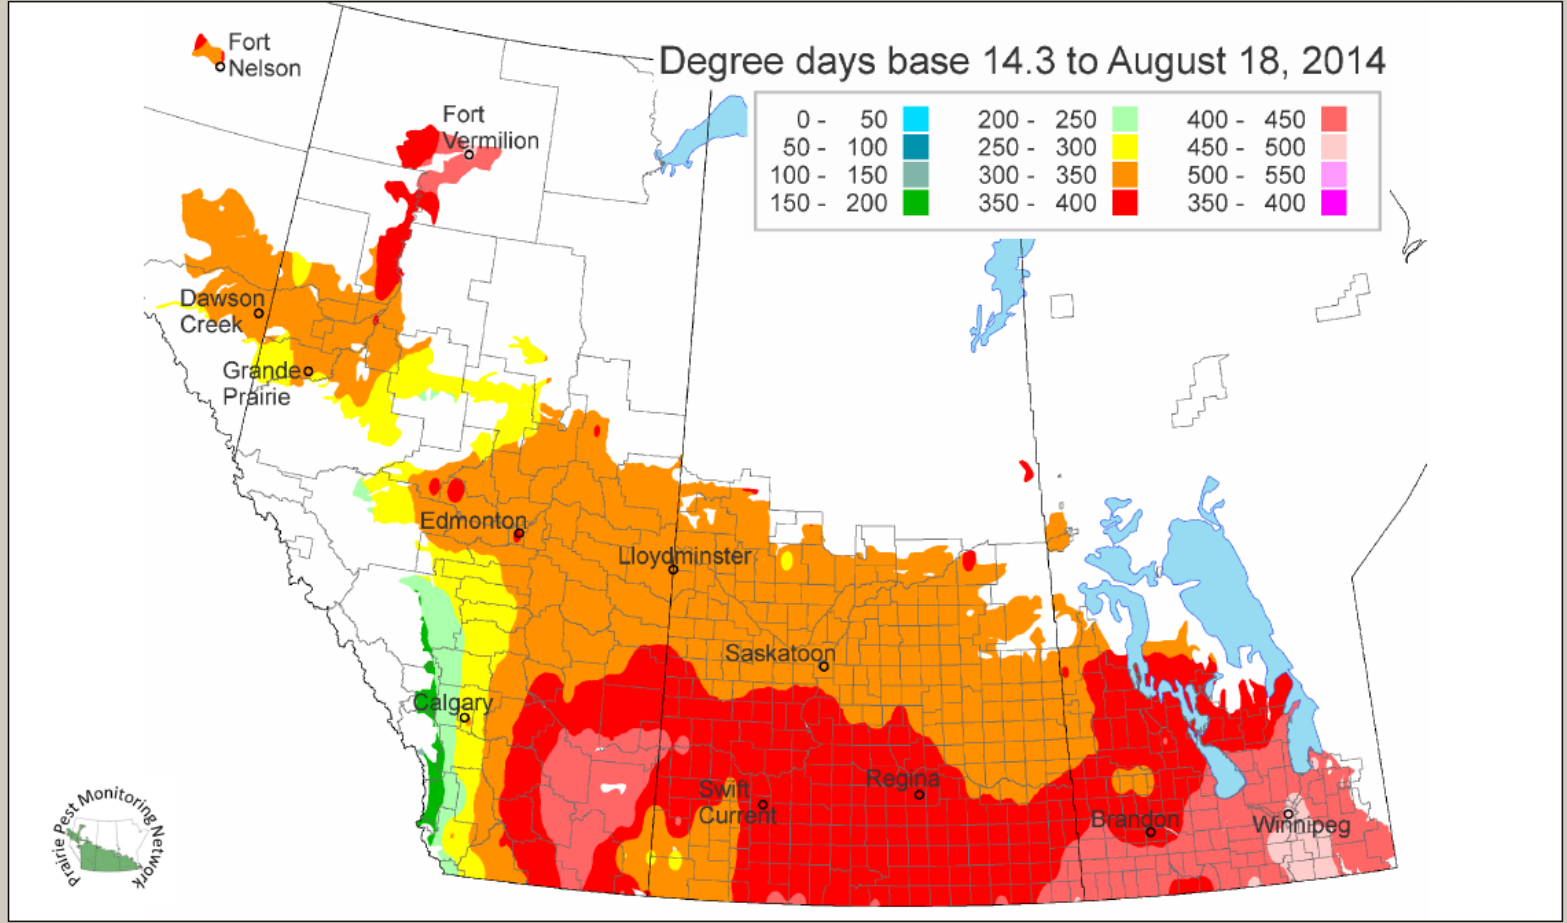 Degree days base 14.3 to August 18, 2014
0 - 50 200 - 250 400 - 450
50 - 100 250 - 300 450 - 500
100 - 150 300 - 350 500 - 550
150 - 200 350 - 400 350 - 400
Fort
Nelson
Fort
Vermilion
Dawson
Creek
Grande
Prairie
Edmonton
Lloydminster
Saskatoon
Calgary
Swift
Current
Regina
Brandon
Winnipeg
Prairie Pest Monitoring Network